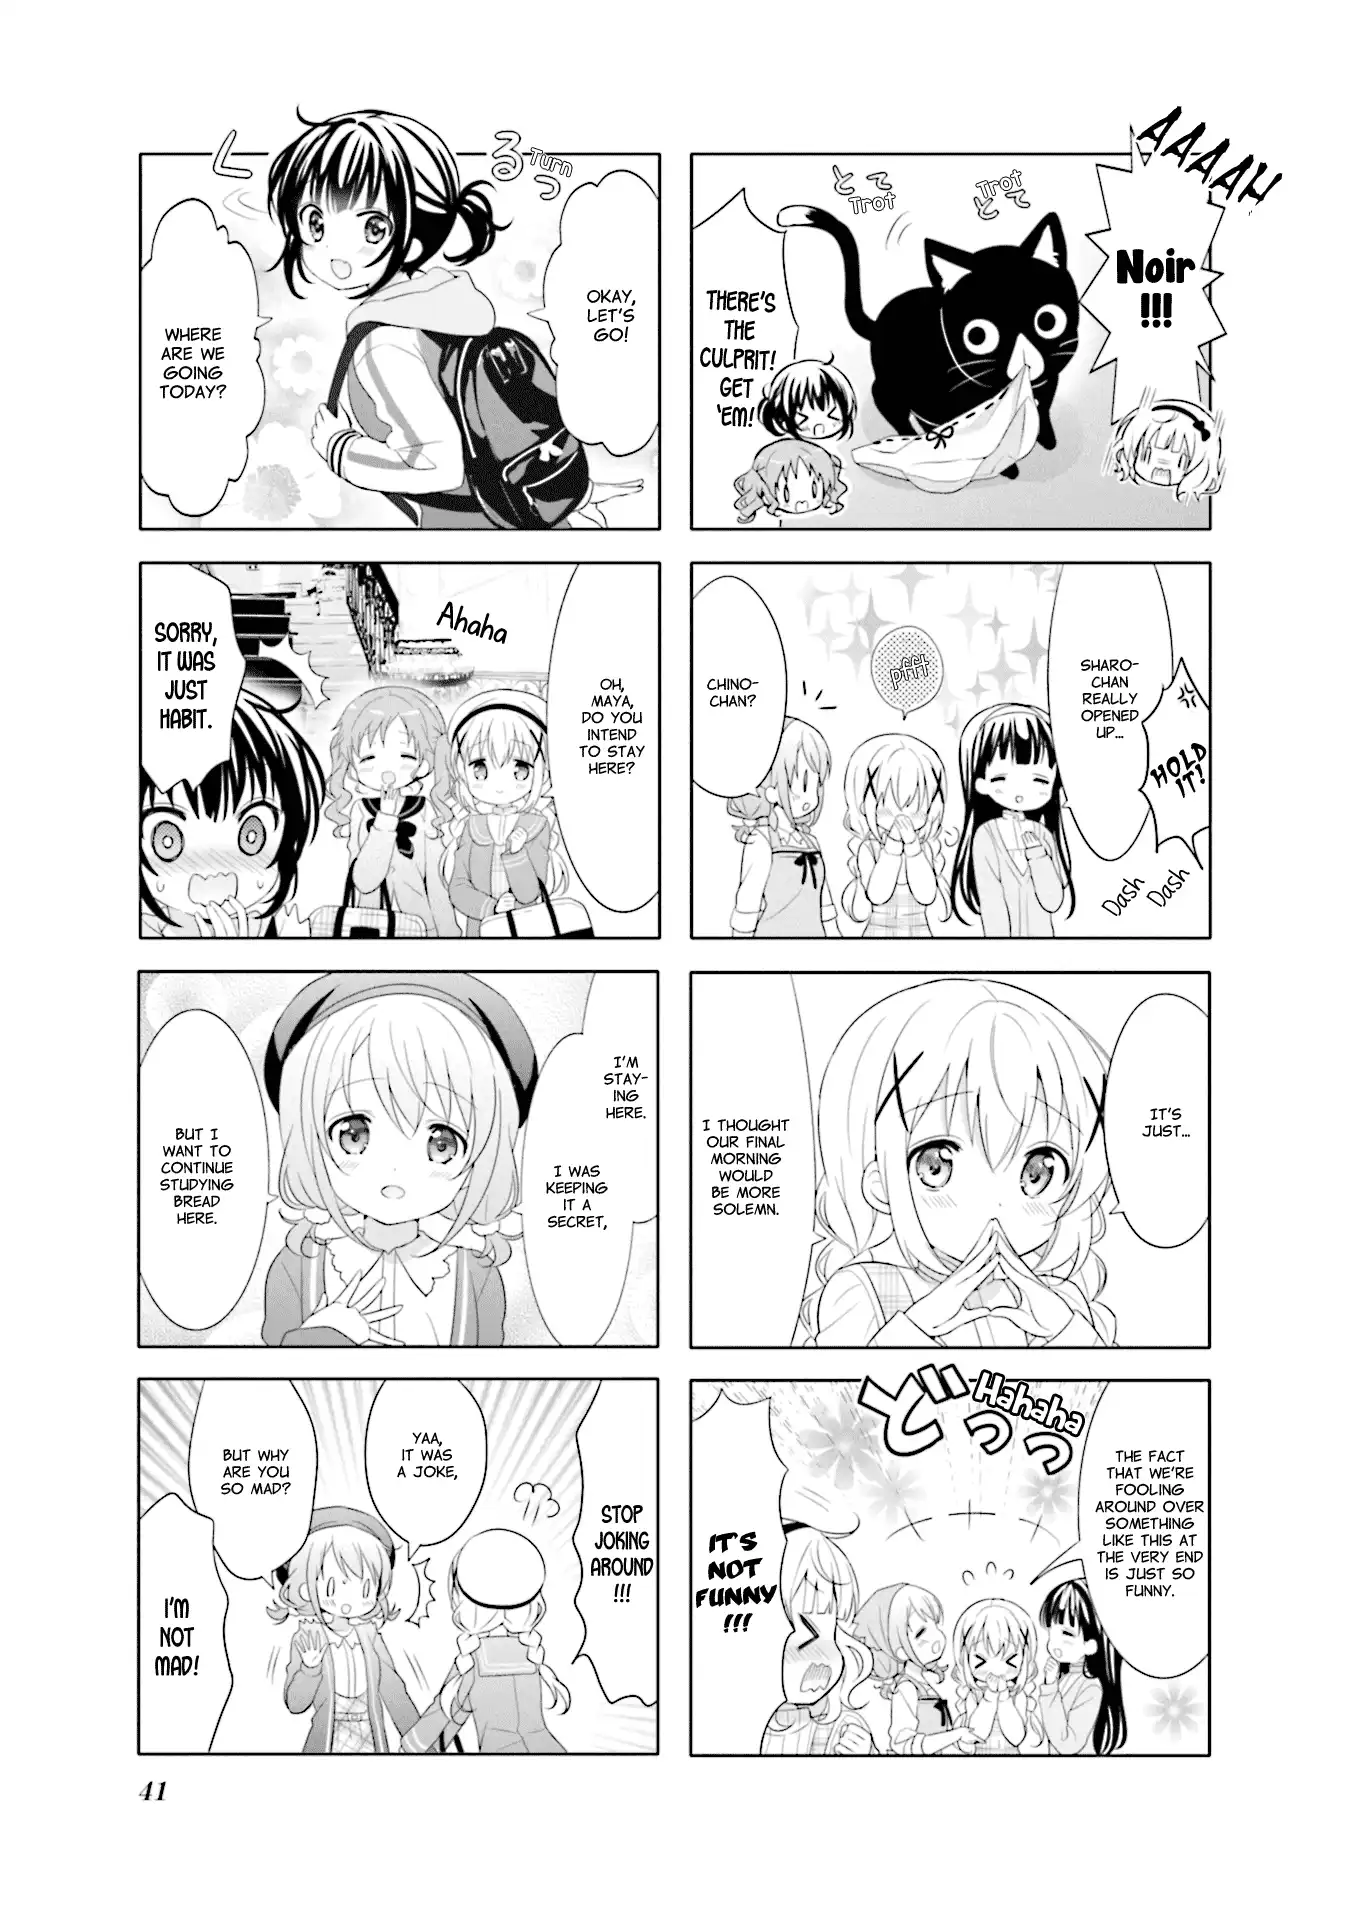 AAAAH
Noir
!!!
とて
Trot
Trot
とて
THERE'S
THE
CULPRIT!
GET
'EM!
HOLD
IT!
Dash
Dash
SHARO-
CHAN
REALLY
OPENED
UP...
pfft
CHINO-
CHAN?
IT'S
JUST...
I THOUGHT
OUR FINAL
MORNING
WOULD
BE MORE
SOLEMN.
THE FACT
THAT WE'RE
FOOLING
AROUND OVER
SOMETHING
LIKE THIS AT
THE VERY END
IS JUST SO
FUNNY.
どっっ
Hahaha
IT'S
NOT
FUNNY
!!!
OKAY,
LET'S
GO!
くるっ
Turn
WHERE
ARE WE
GOING
TODAY?
OH,
MAYA,
DO YOU
INTEND
TO STAY
HERE?
Ahaha
SORRY,
IT WAS
JUST
HABIT.
I'M
STAY-
ING
HERE.
I WAS
KEEPING
IT A
SECRET,
BUT I
WANT TO
CONTINUE
STUDYING
BREAD
HERE.
STOP
JOKING
AROUND
!!!
YAA,
IT WAS
A JOKE,
BUT WHY
ARE YOU
SO MAD?
I'M
NOT
MAD!
41